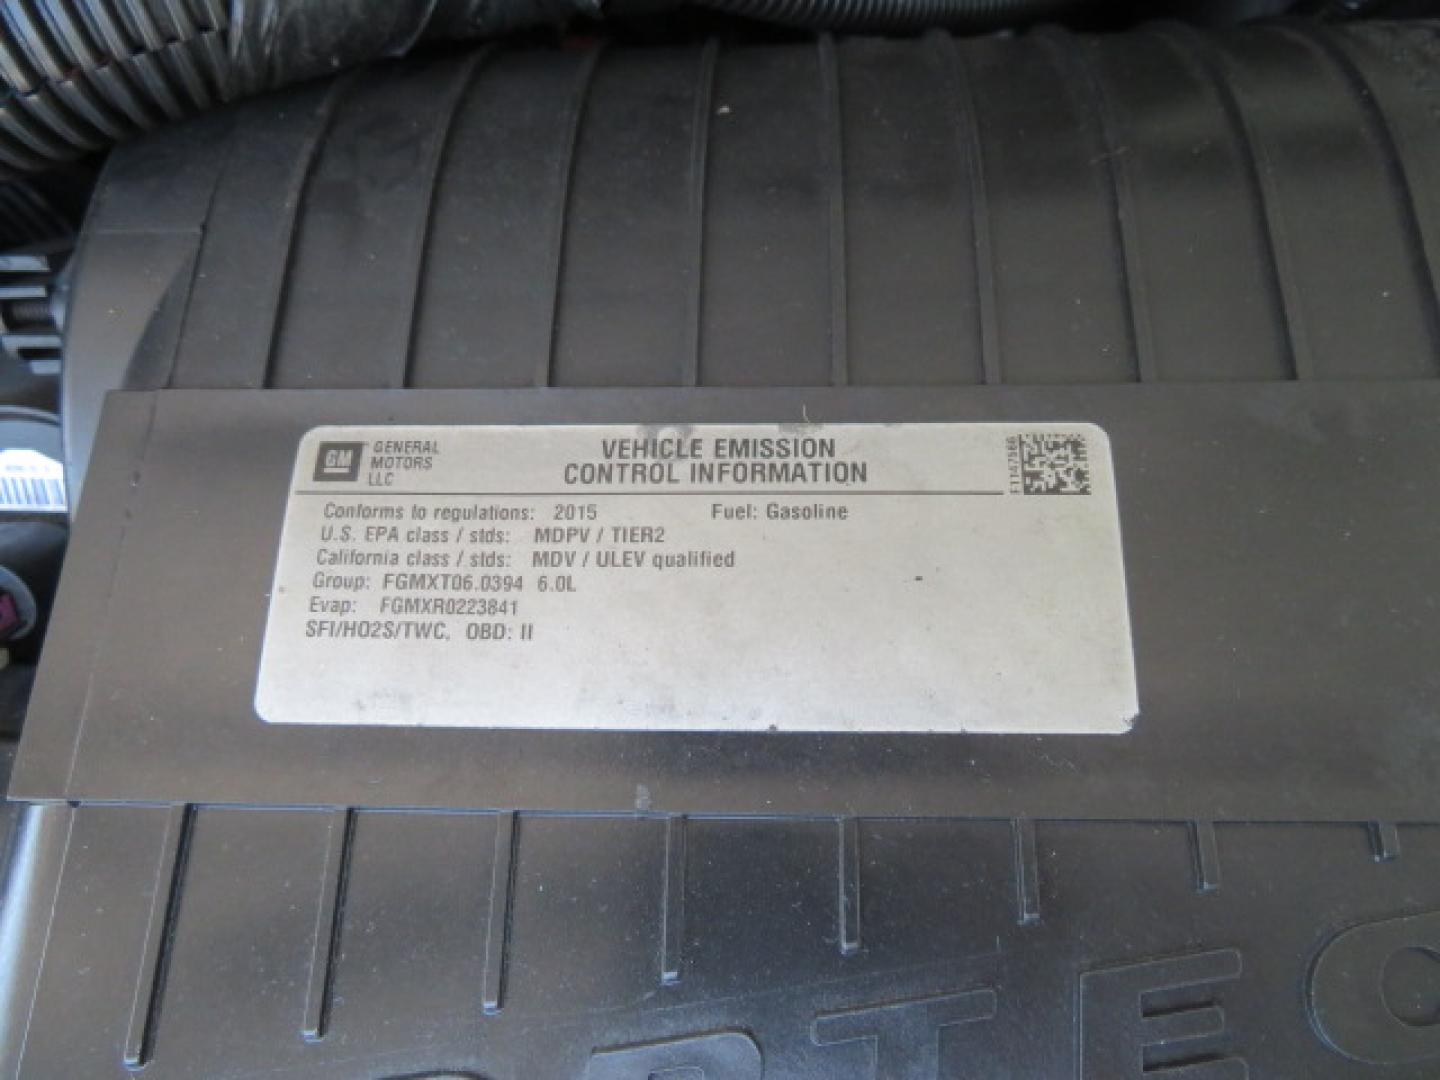 GM GENERAL
MOTORS
LLC
VEHICLE EMISSION
CONTROL INFORMATION
Conforms to regulations: 2015 Fuel: Gasoline
U.S. EPA class / stds: MDPV / TIER2
California class / stds: MDV / ULEV qualified
Group: FGMXT06.0394 6.0L
Evap: FGMXR0223841
SFI/HO2S/TWC, OBD: II